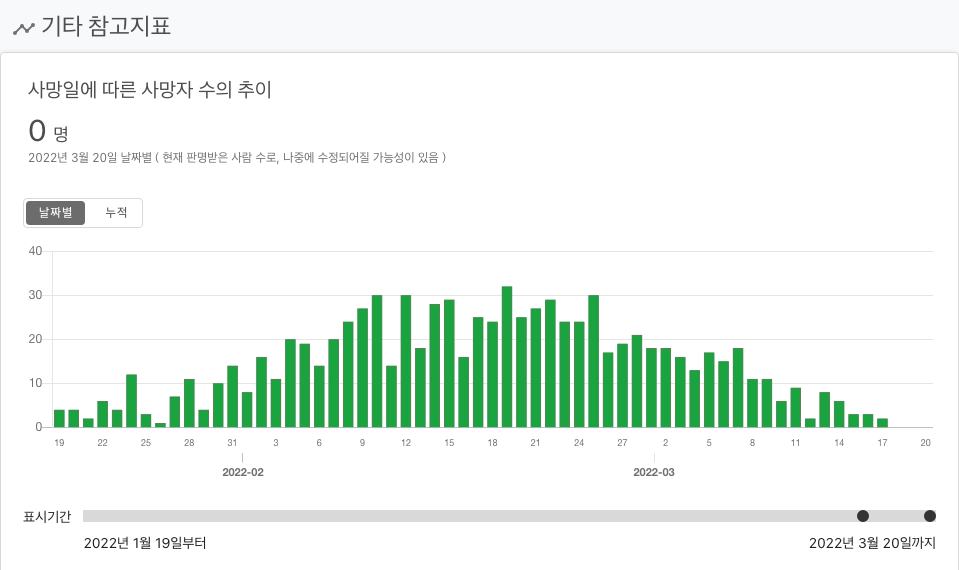 기타 참고지표
사망일에 따른 사망자 수의 추이
0 명
2022년 3월 20일 날짜별 ( 현재 판명받은 사람 수로, 나중에 수정되어질 가능성이 있음 )
날짜별 누적
40
30
20
10
0
19 22 25 28 31 3 6 9 12 15 18 21 24 27 2 5 8 11 14 17 20
2022-02 2022-03
표시기간
2022년 1월 19일부터 2022년 3월 20일까지